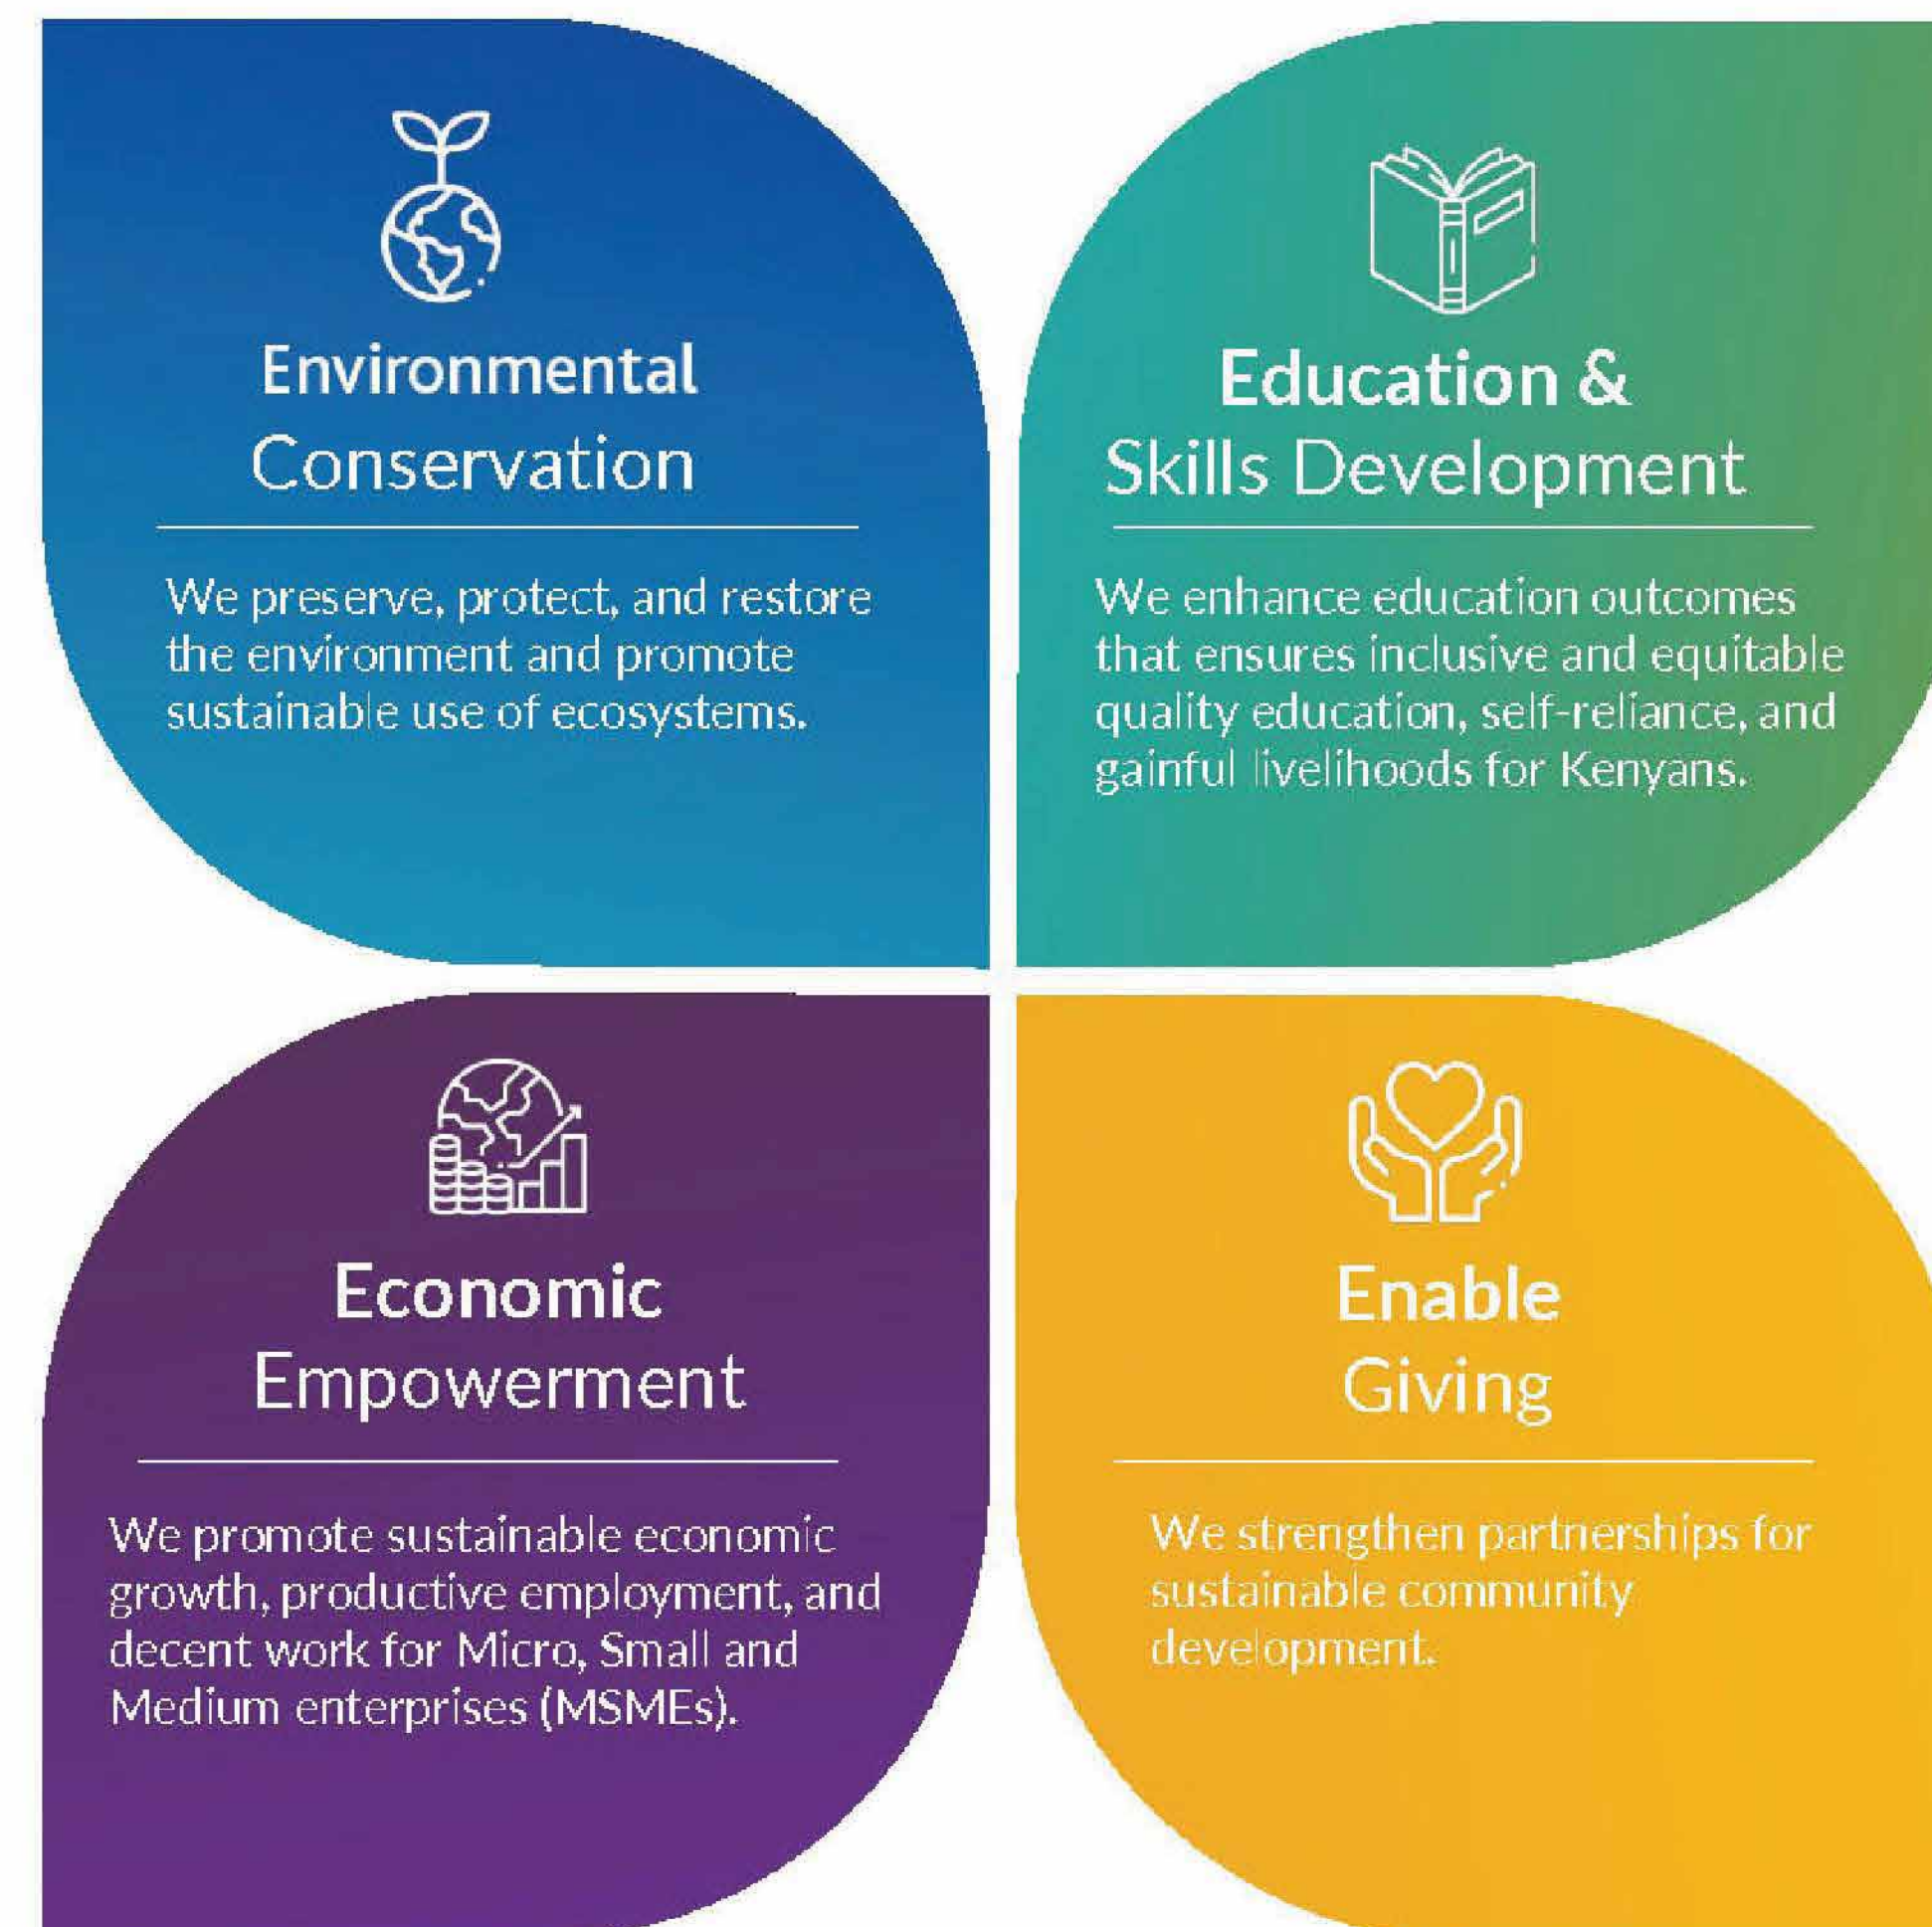 Environmental
Conservation
We preserve, protect, and restore
the environment and promote
sustainable use of ecosystems.
Education &
Skills Development
We enhance education outcomes
that ensures inclusive and equitable
quality education, self-reliance, and
gainful livelihoods for Kenyans.
Economic
Empowerment
We promote sustainable economic
growth, productive employment, and
decent work for Micro, Small and
Medium enterprises (MSMEs).
Enable
Giving
We strengthen partnerships for
sustainable community
development.